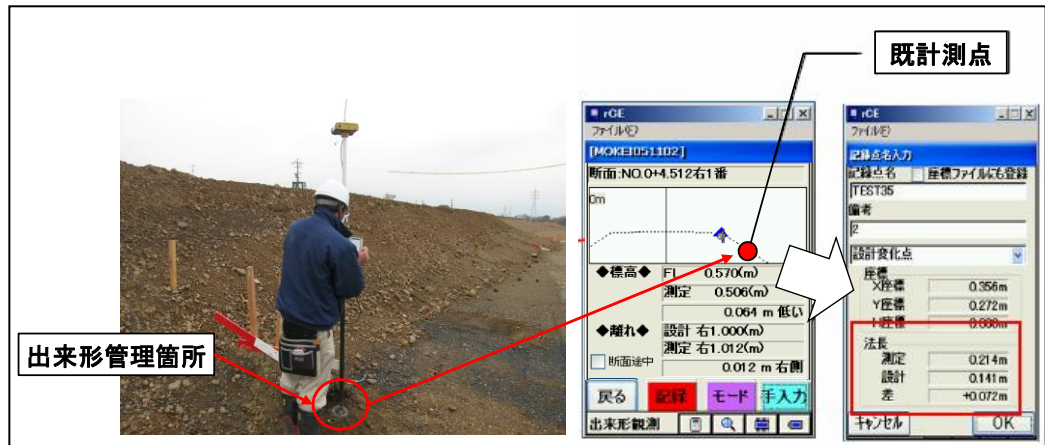 既計測点
出来形管理箇所
rCE
ファイル(F)
[MOKEI051102]
断面:NO.0+4.512右1番
0m
◆標高◆ FL 0.570(m)
測定 0.506(m)
0.064 m 低い
◆離れ◆ 設計 右1.000(m)
測定 右1.012(m)
断面途中 0.012 m 右側
戻る 記録 モード 手入力
出来形観測
rCE
ファイル(F)
記録点名入力
記録点名 座標ファイルにも登録
TEST35
備考
2
設計変化点
座標
X座標 0.356m
Y座標 0.272m
法長
測定 0.214m
設計 0.141m
差 +0.072m
キャンセル OK